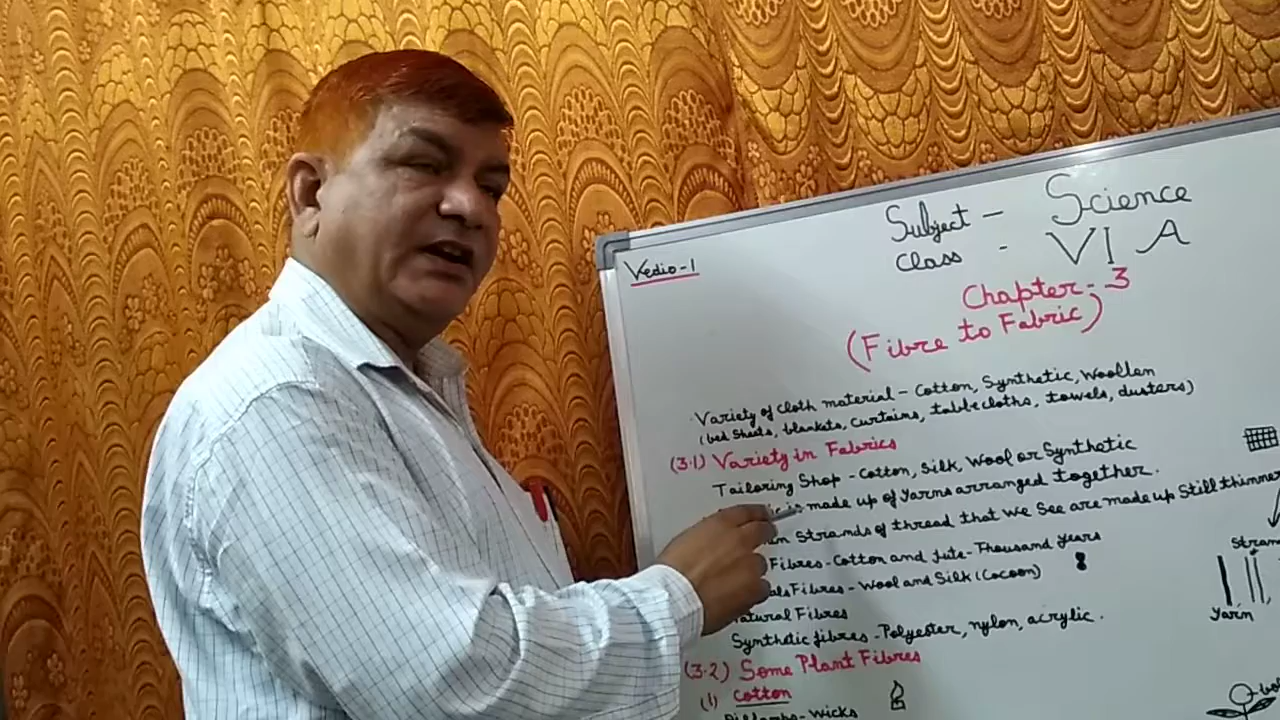 Vedio-1
Subject - Science
Class - VI A
Chapter-3
(Fibre to Fabric)
Variety of cloth material - Cotton, Synthetic, Woollen
(bed sheets, blankets, curtains, tablecloths, towels, dusters)
(3.1) Variety in Fabrics
Tailoring Shop - Cotton, Silk, Wool or Synthetic
is made up of Yarns arranged together.
Strands of thread that we see are made up still thinner
Fibres - Cotton and Jute - Thousand years
Fibres - Wool and Silk (Cocoon)
Fibres
Synthetic fibres - Polyester, nylon, acrylic.
Yarn
(3.2) Some Plant Fibres
(1) Cotton
wicks